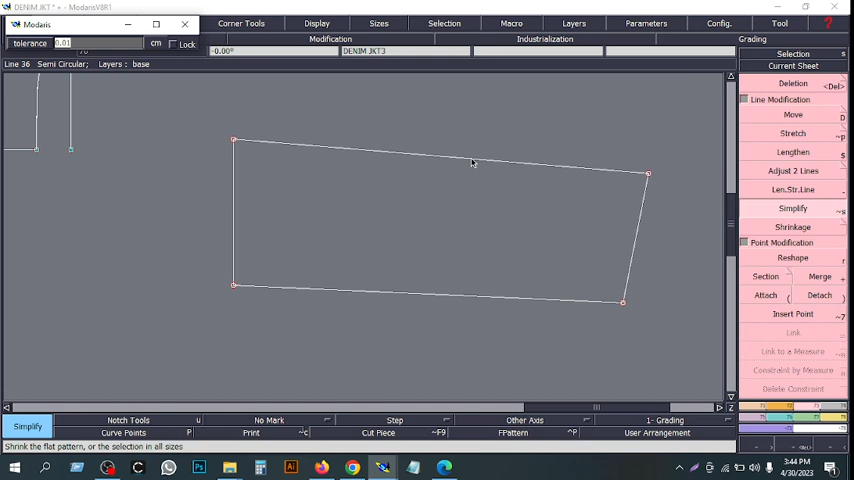 DENIM JKT * + - ModarisV8R1
Modaris
tolerance 0.01 cm Lock
Corner Tools Display Sizes Selection Macro Layers Parameters Config. Tool ?
Modification Industrialization Grading
-0.00° DENIM JKT3
Line 36 Semi Circular; Layers : base
Selection s
Current Sheet
Deletion <Del>
Line Modification
Move D
Stretch ~p
Lengthen S
Adjust 2 Lines
Len.Str.Line -
Simplify ~s
Shrinkage
Point Modification
Reshape r
Section Merge +
Attach ( Detach )
Insert Point ~7
Link
Link to a Measure
Constraint by Measure
Delete Constraint
Z
Simplify
Notch Tools u No Mark Step Other Axis 1- Grading
Curve Points P Print ~c Cut Piece ~F9 FPattern ^P User Arrangement
Shrink the flat pattern, or the selection in all sizes
3:44 PM
4/30/2023